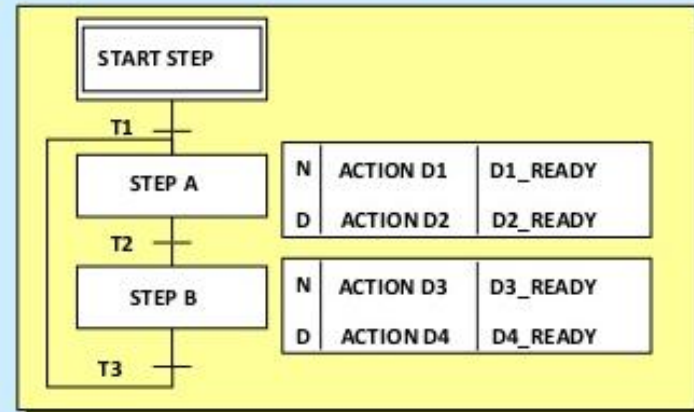 START STEP
T1
STEP A
N ACTION D1 D1_READY
D ACTION D2 D2_READY
T2
STEP B
N ACTION D3 D3_READY
D ACTION D4 D4_READY
T3